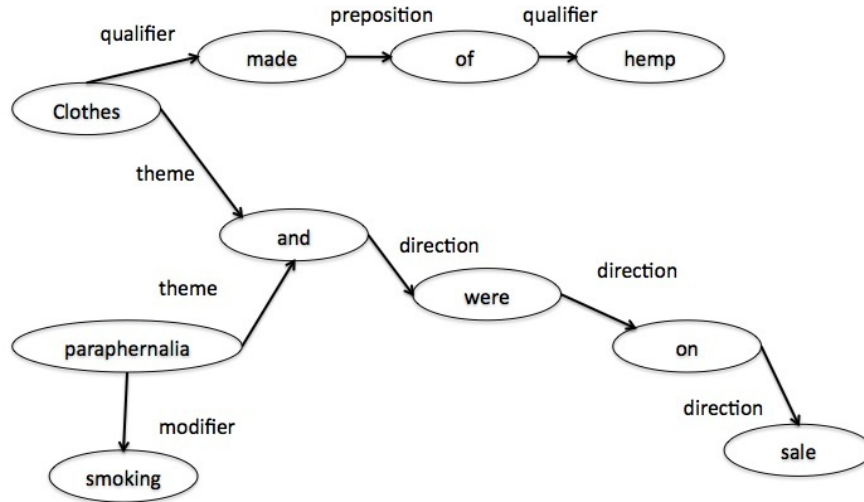 preposition
qualifier
qualifier
made
of
hemp
Clothes
theme
and
direction
direction
theme
were
paraphernalia
on
direction
modifier
sale
smoking